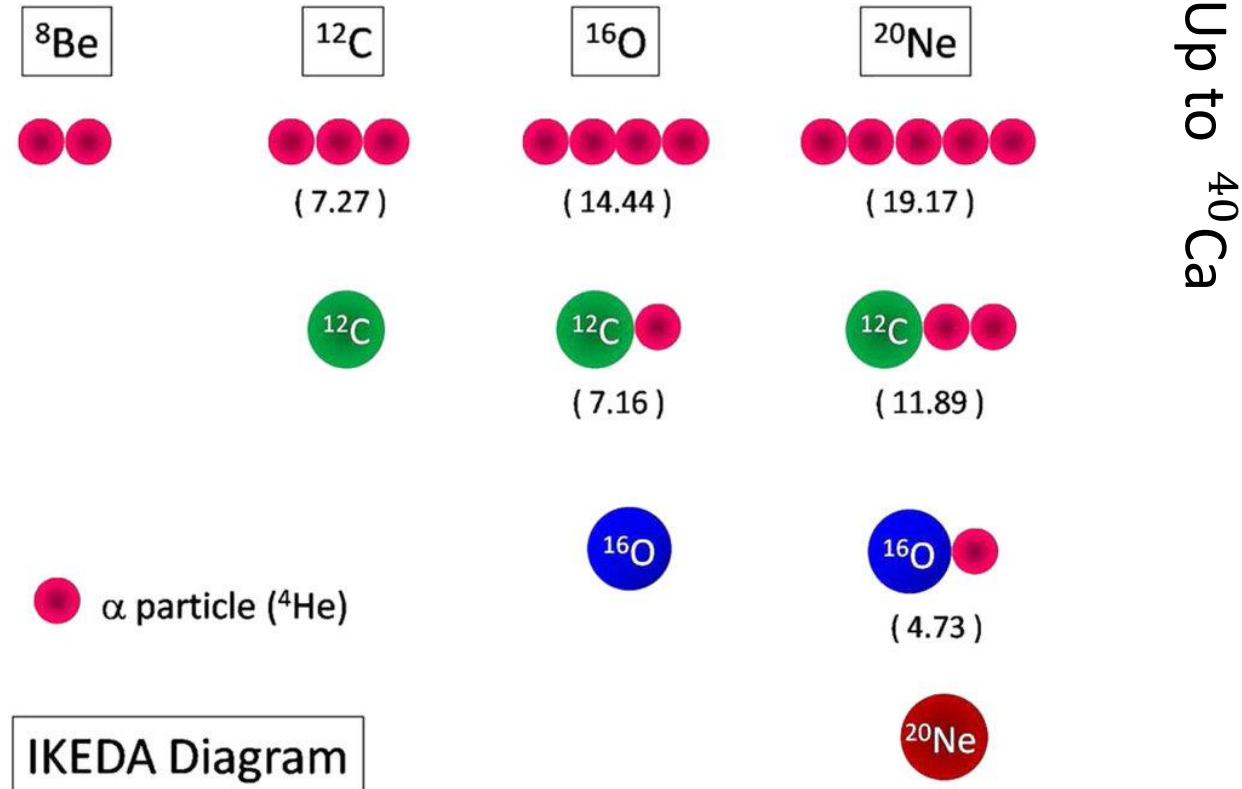 ⁸Be
¹²C
¹⁶O
²⁰Ne
Up to ⁴⁰Ca
( 7.27 )
( 14.44 )
( 19.17 )
¹²C
¹²C
¹²C
( 7.16 )
( 11.89 )
¹⁶O
¹⁶O
α particle (⁴He)
( 4.73 )
IKEDA Diagram
²⁰Ne